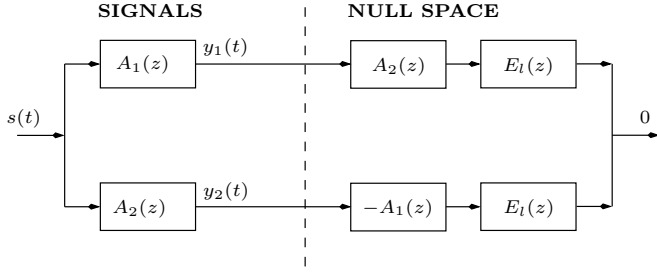 SIGNALS NULL SPACE
A₁(z) y₁(t) A₂(z) Eₗ(z)
s(t) 0
A₂(z) y₂(t) −A₁(z) Eₗ(z)